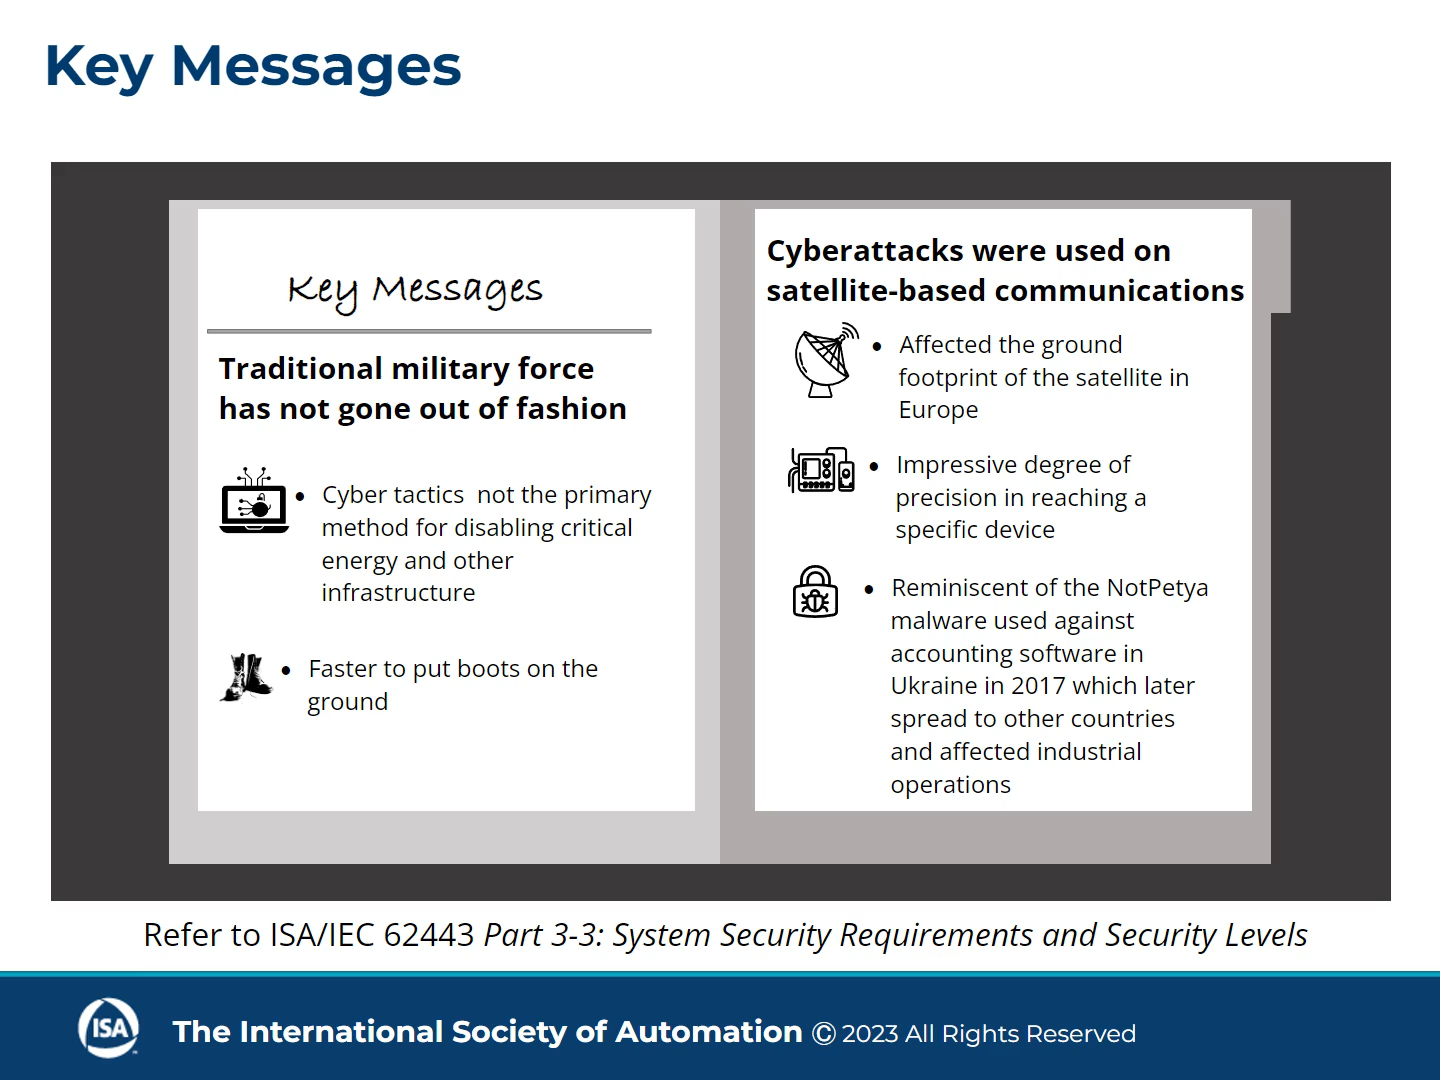 Key Messages
Key Messages
Traditional military force
has not gone out of fashion
• Cyber tactics  not the primary
method for disabling critical
energy and other
infrastructure
• Faster to put boots on the
ground
Cyberattacks were used on
satellite-based communications
• Affected the ground
footprint of the satellite in
Europe
• Impressive degree of
precision in reaching a
specific device
• Reminiscent of the NotPetya
malware used against
accounting software in
Ukraine in 2017 which later
spread to other countries
and affected industrial
operations
Refer to ISA/IEC 62443 Part 3-3: System Security Requirements and Security Levels
ISA
The International Society of Automation © 2023 All Rights Reserved